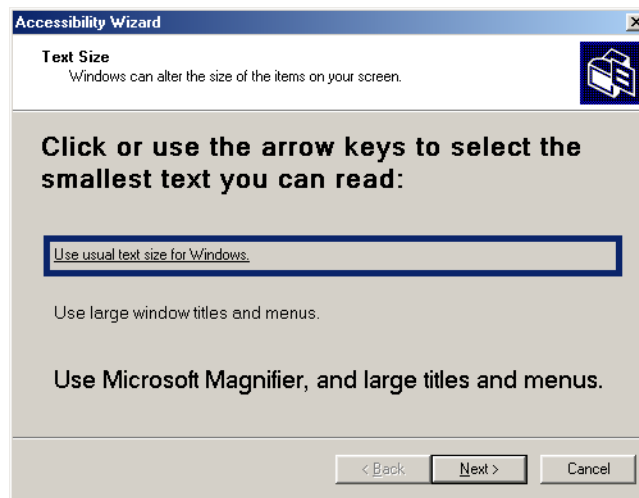 Accessibility Wizard
Text Size
Windows can alter the size of the items on your screen.
Click or use the arrow keys to select the
smallest text you can read:
Use usual text size for Windows.
Use large window titles and menus.
Use Microsoft Magnifier, and large titles and menus.
< Back Next > Cancel